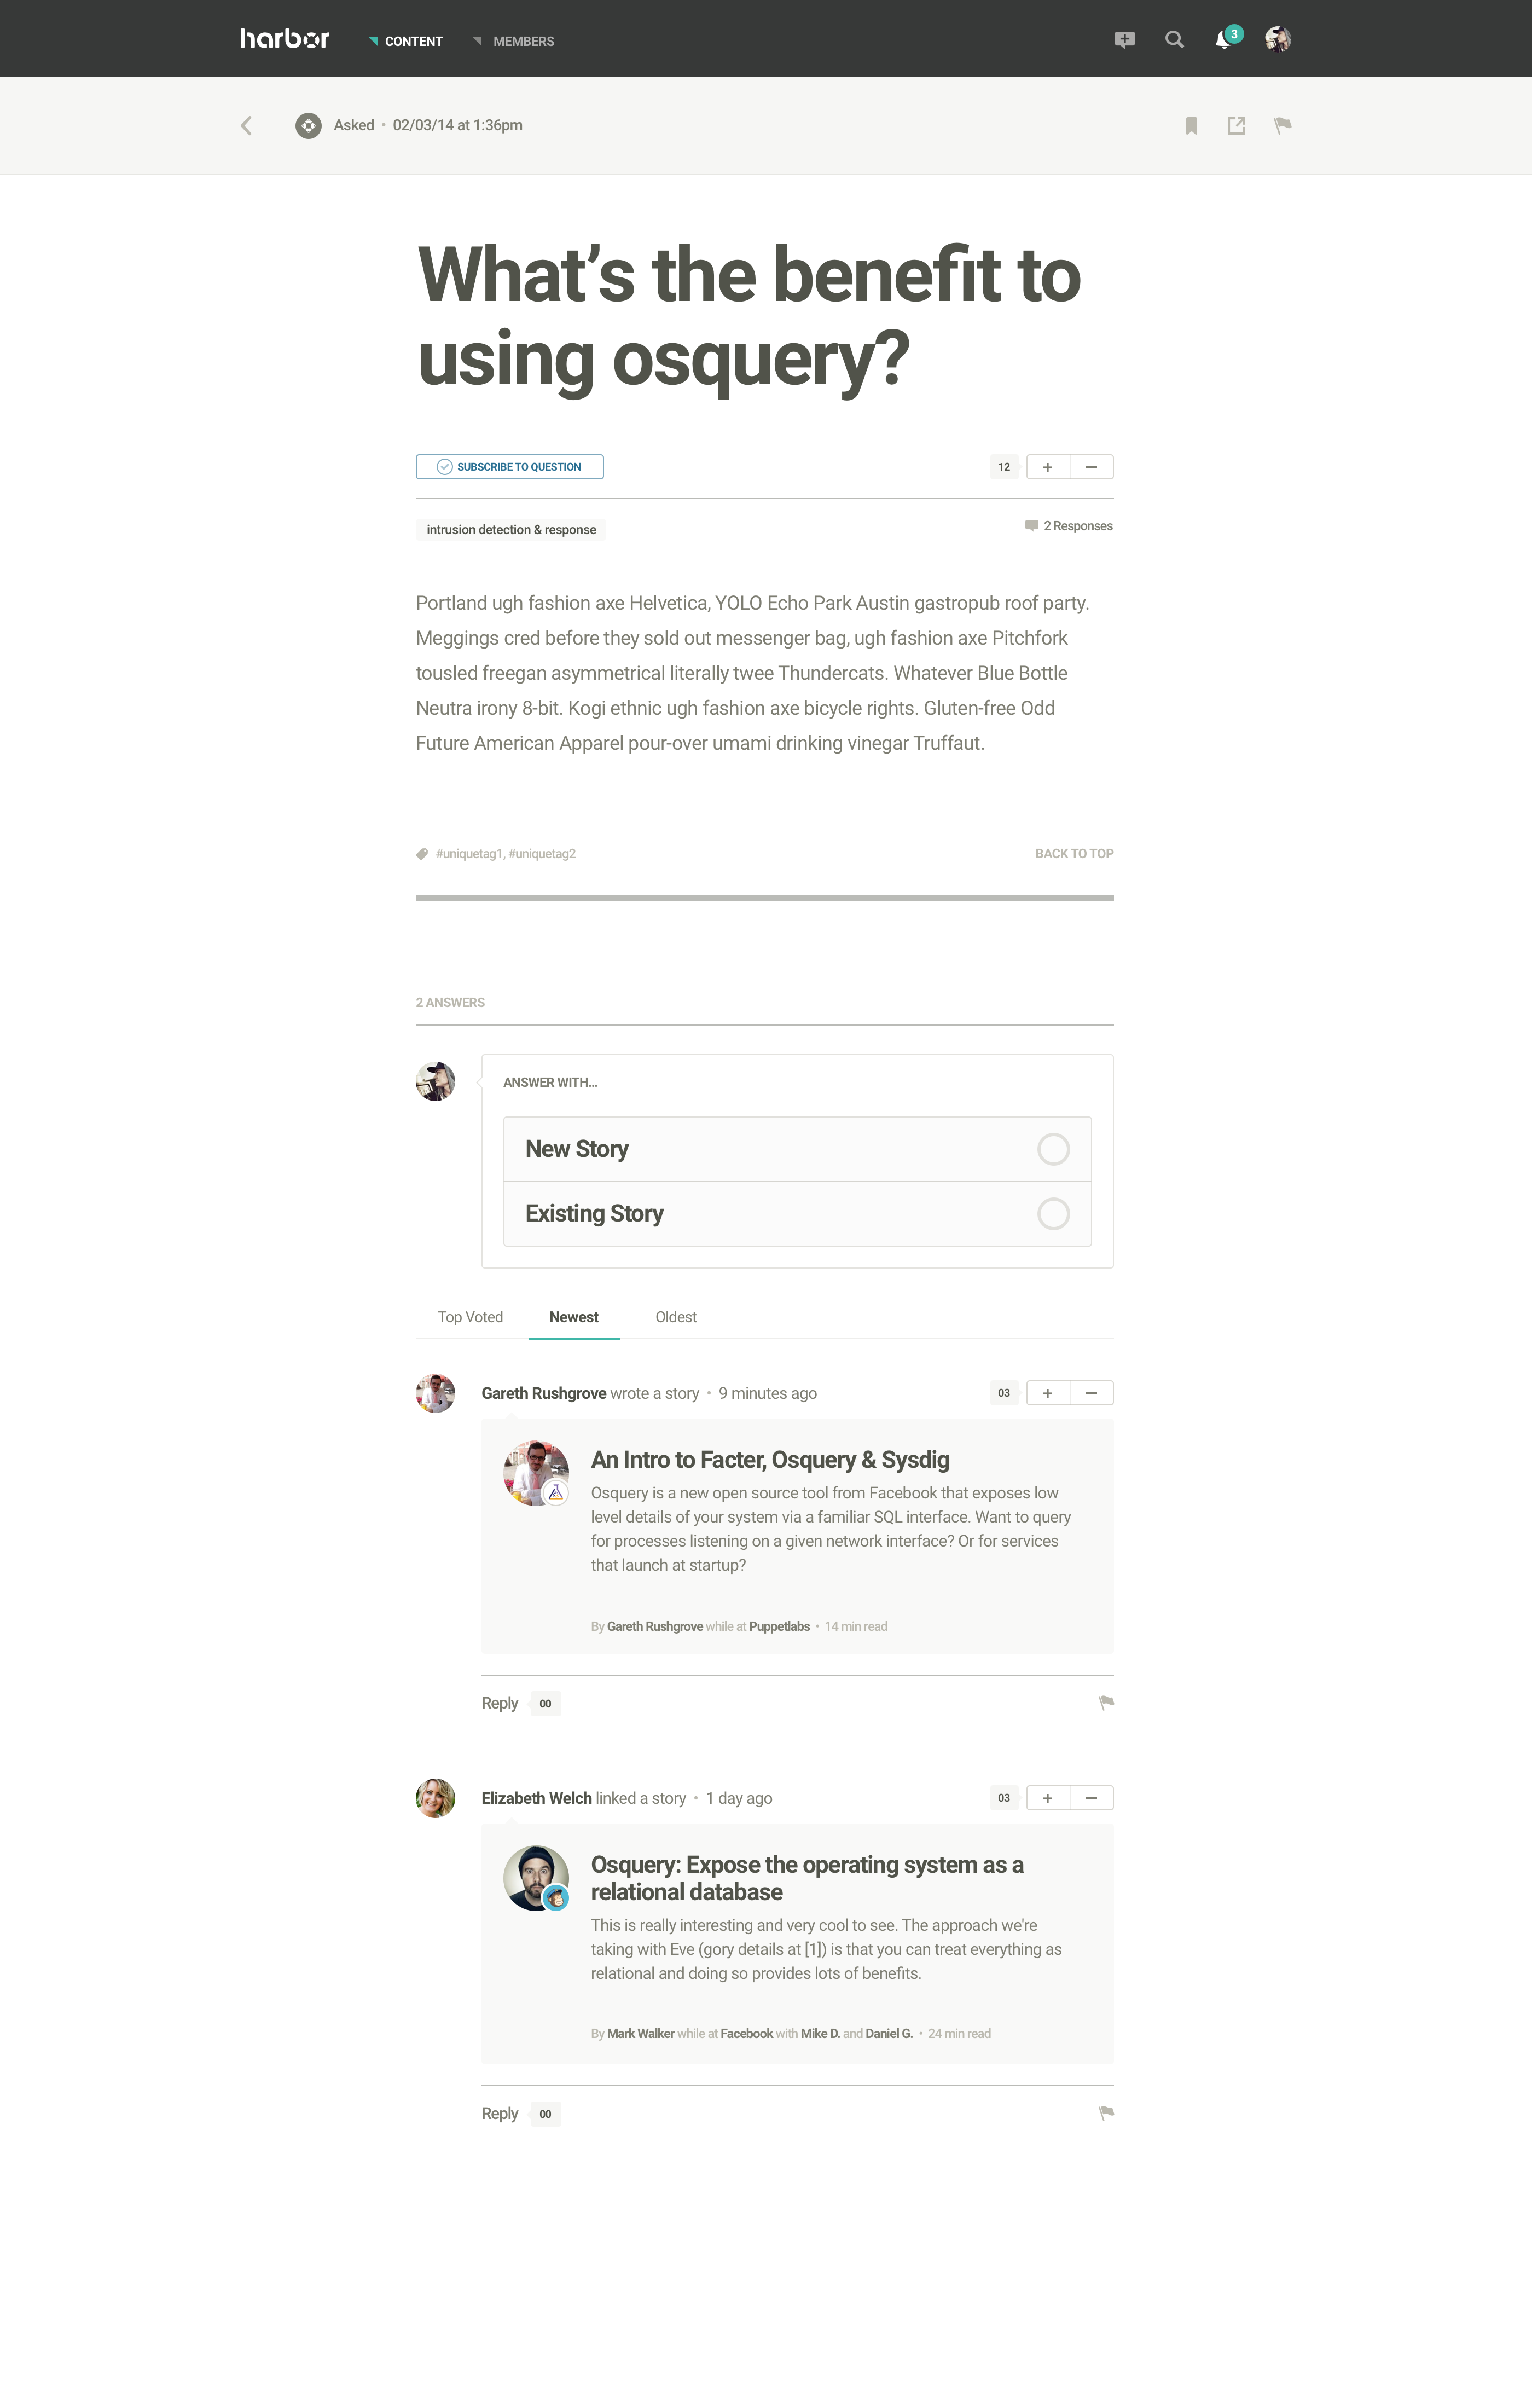 harbor
CONTENT
MEMBERS
3
Asked • 02/03/14 at 1:36pm
What’s the benefit to
using osquery?
SUBSCRIBE TO QUESTION
12
+
−
intrusion detection & response
2 Responses
Portland ugh fashion axe Helvetica, YOLO Echo Park Austin gastropub roof party.
Meggings cred before they sold out messenger bag, ugh fashion axe Pitchfork
tousled freegan asymmetrical literally twee Thundercats. Whatever Blue Bottle
Neutra irony 8-bit. Kogi ethnic ugh fashion axe bicycle rights. Gluten-free Odd
Future American Apparel pour-over umami drinking vinegar Truffaut.
#uniquetag1, #uniquetag2
BACK TO TOP
2 ANSWERS
ANSWER WITH...
New Story
Existing Story
Top Voted
Newest
Oldest
Gareth Rushgrove wrote a story • 9 minutes ago
03
+
−
An Intro to Facter, Osquery & Sysdig
Osquery is a new open source tool from Facebook that exposes low
level details of your system via a familiar SQL interface. Want to query
for processes listening on a given network interface? Or for services
that launch at startup?
By Gareth Rushgrove while at Puppetlabs • 14 min read
Reply
00
Elizabeth Welch linked a story • 1 day ago
03
+
−
Osquery: Expose the operating system as a
relational database
This is really interesting and very cool to see. The approach we're
taking with Eve (gory details at [1]) is that you can treat everything as
relational and doing so provides lots of benefits.
By Mark Walker while at Facebook with Mike D. and Daniel G. • 24 min read
Reply
00